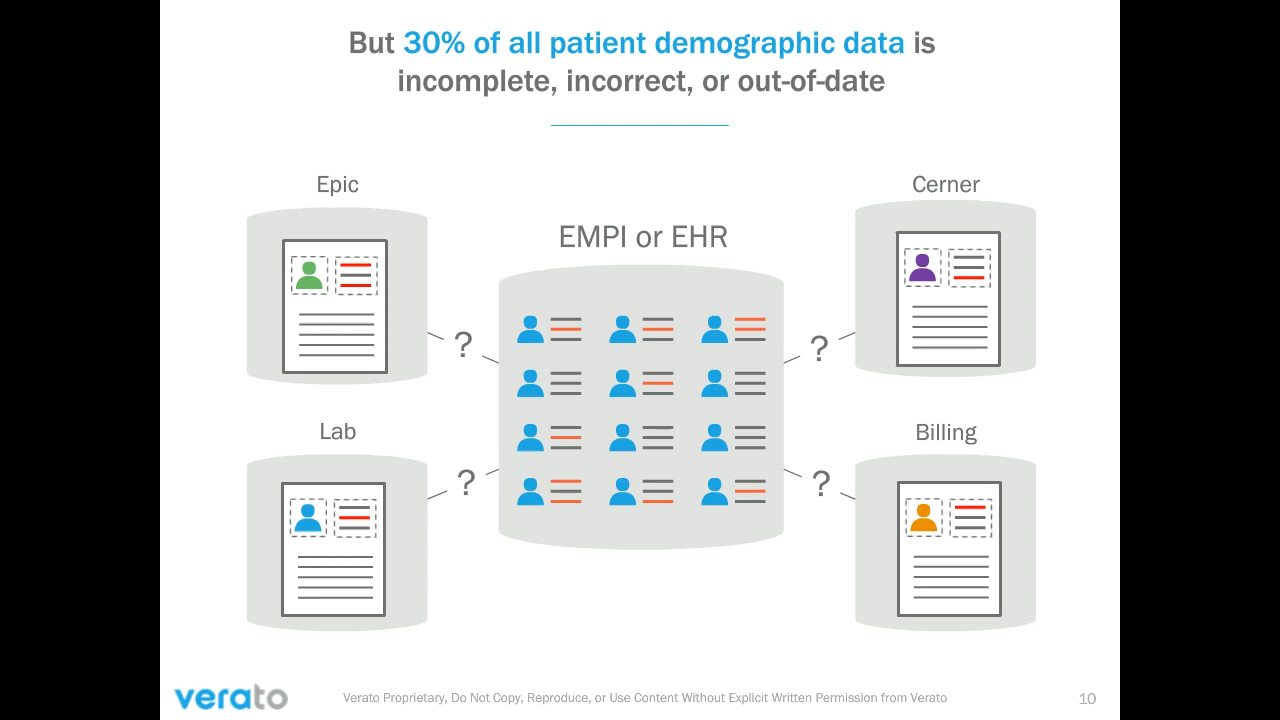 But 30% of all patient demographic data is
incomplete, incorrect, or out-of-date
Epic
Cerner
EMPI or EHR
?
?
Lab
Billing
?
?
verato
Verato Proprietary, Do Not Copy, Reproduce, or Use Content Without Explicit Written Permission from Verato
10